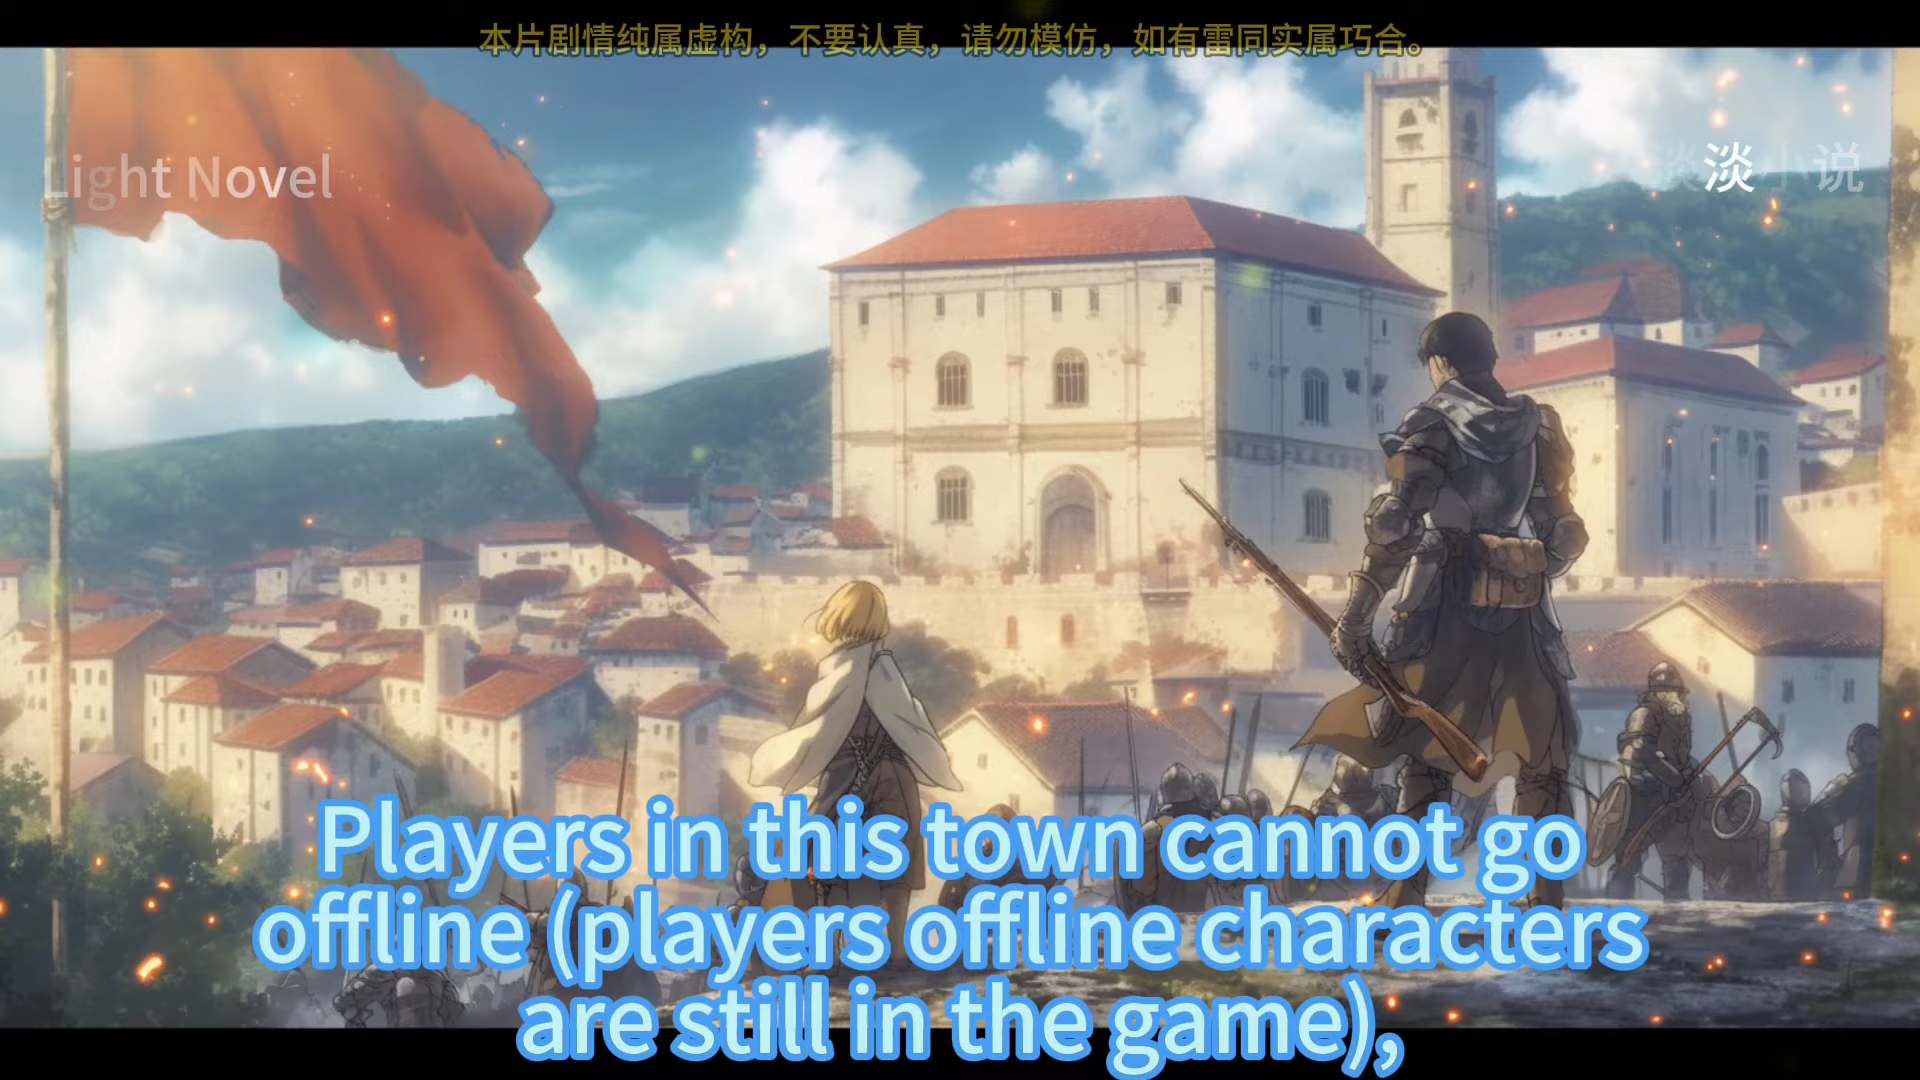 本片剧情纯属虚构，不要认真，请勿模仿，如有雷同实属巧合。
Light Novel
淡淡小说
Players in this town cannot go
offline (players offline characters
are still in the game),